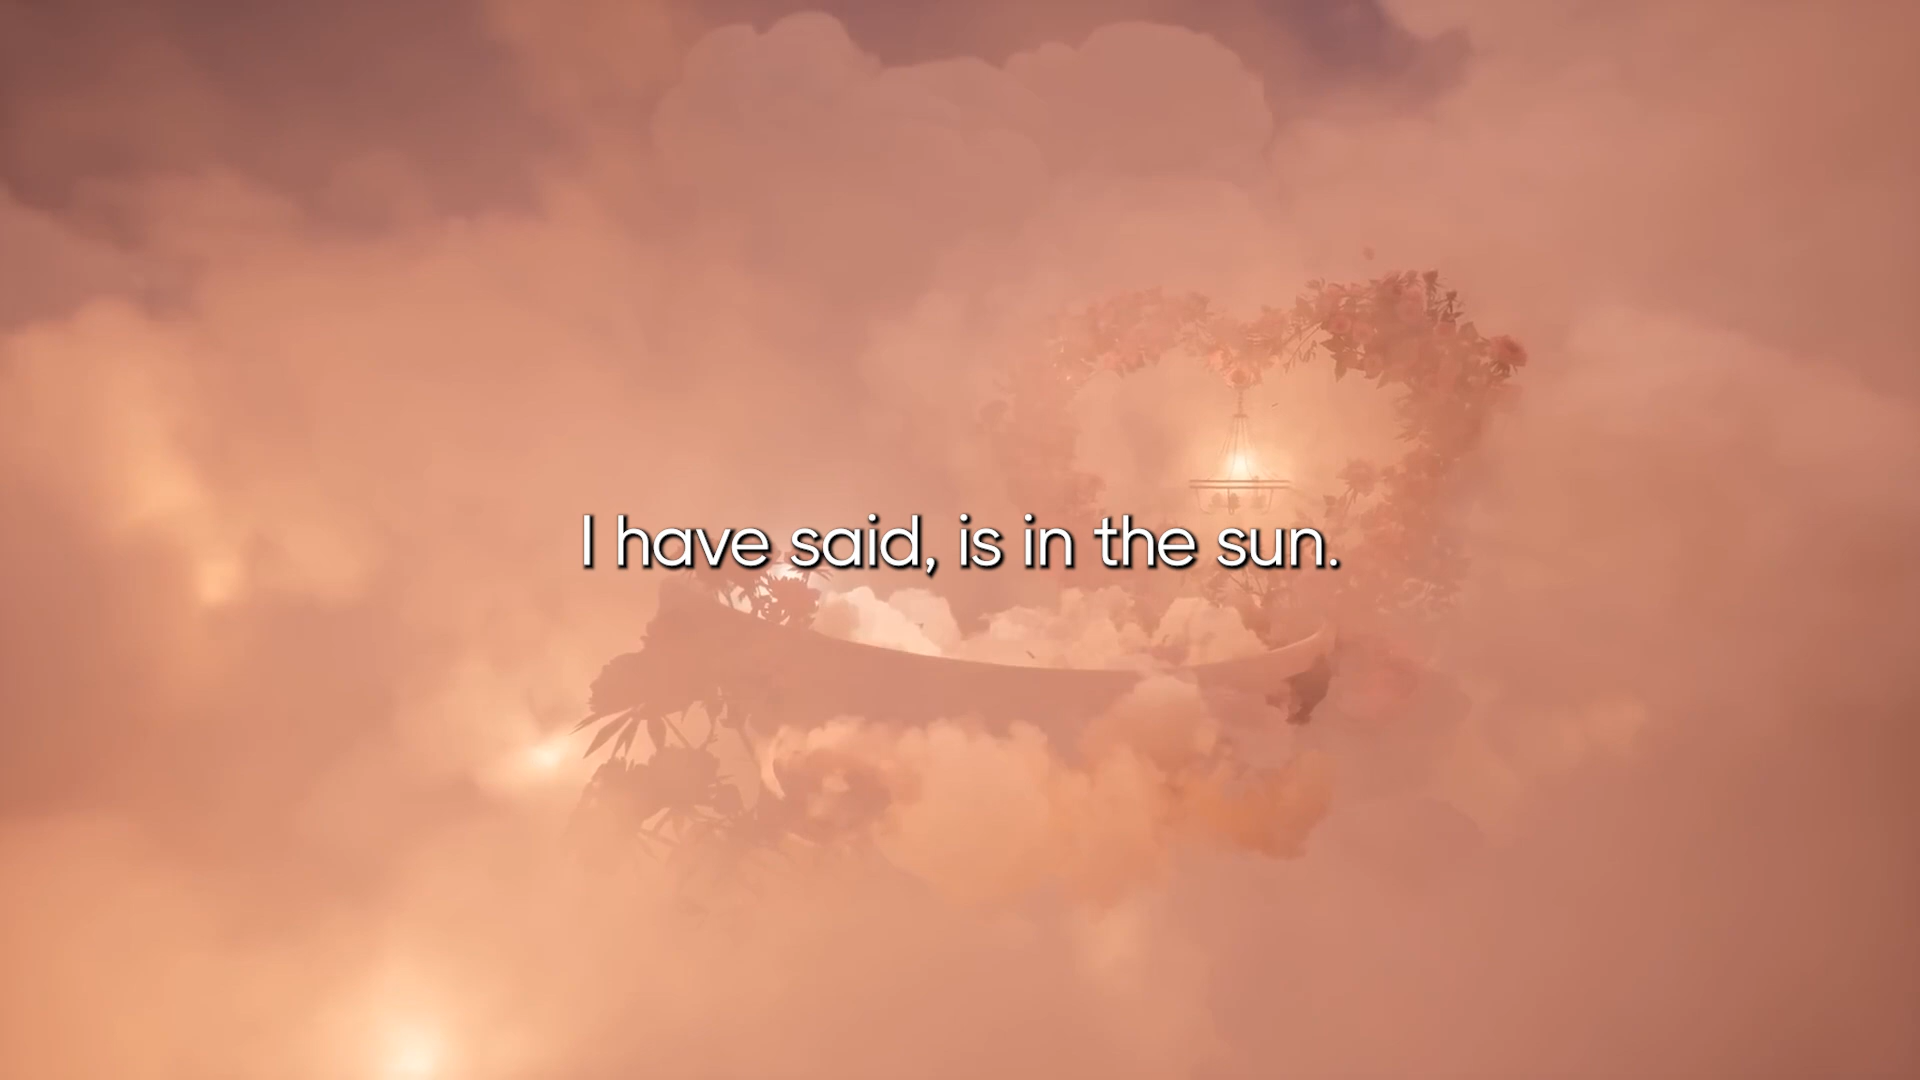 I have said, is in the sun.